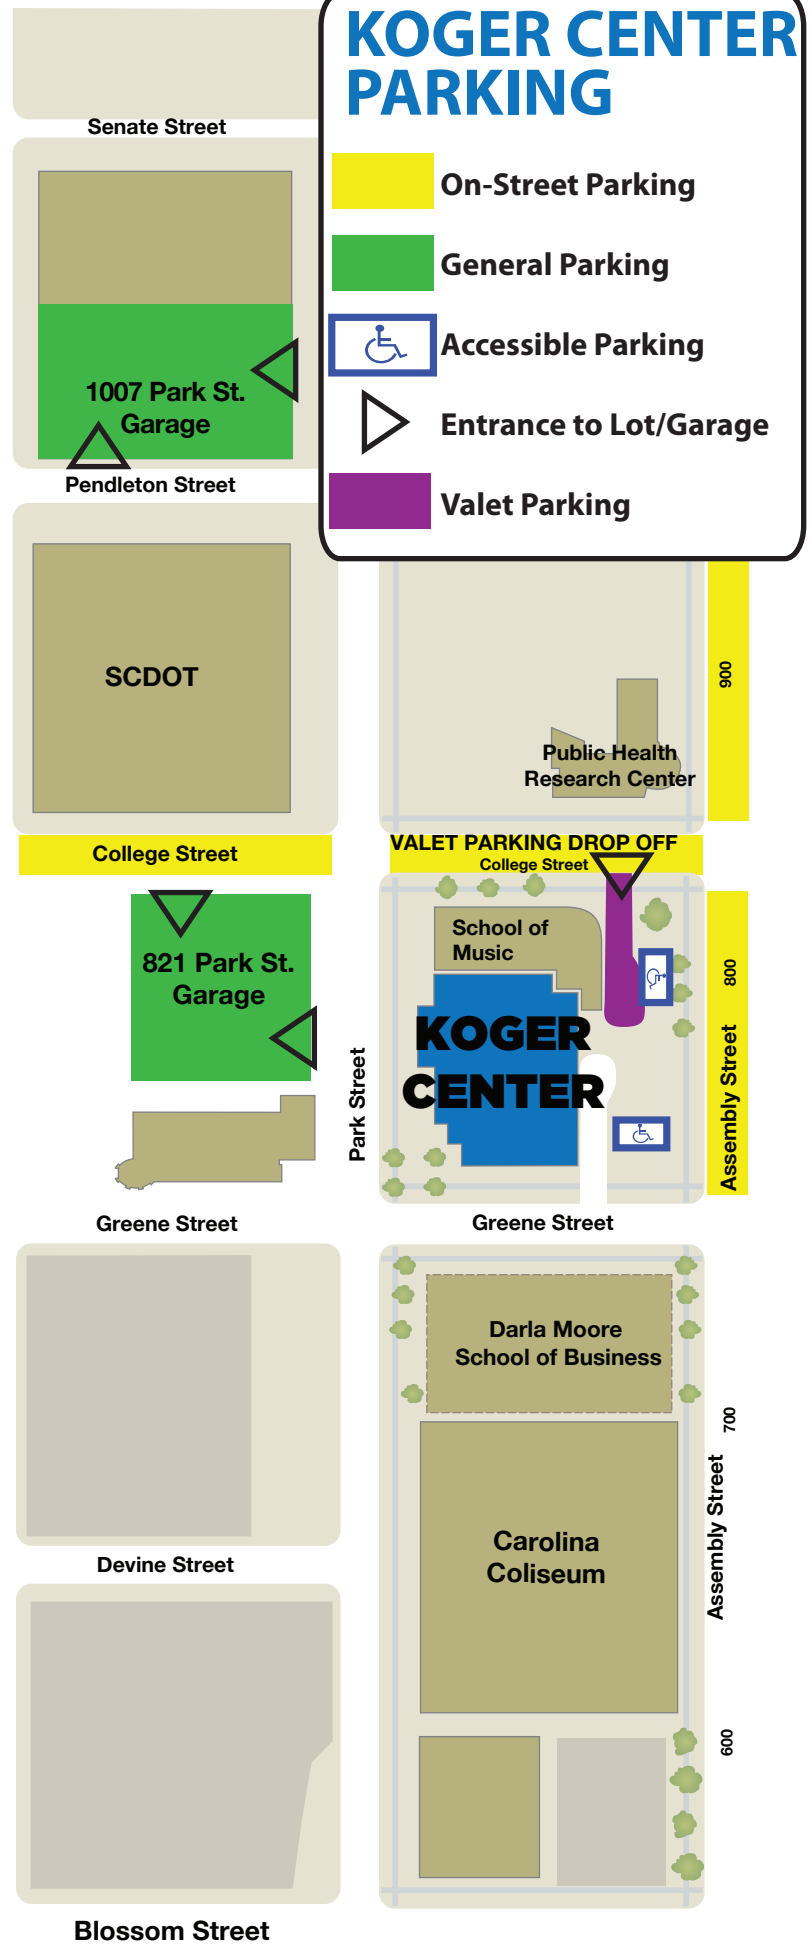 KOGER CENTER
PARKING
On-Street Parking
General Parking
Accessible Parking
Entrance to Lot/Garage
Valet Parking
Senate Street
1007 Park St.
Garage
Pendleton Street
SCDOT
900
Public Health
Research Center
College Street
VALET PARKING DROP OFF
College Street
821 Park St.
Garage
School of
Music
800
KOGER
CENTER
Park Street
Assembly Street
Greene Street
Greene Street
Darla Moore
School of Business
700
Assembly Street
Carolina
Coliseum
Devine Street
600
Blossom Street